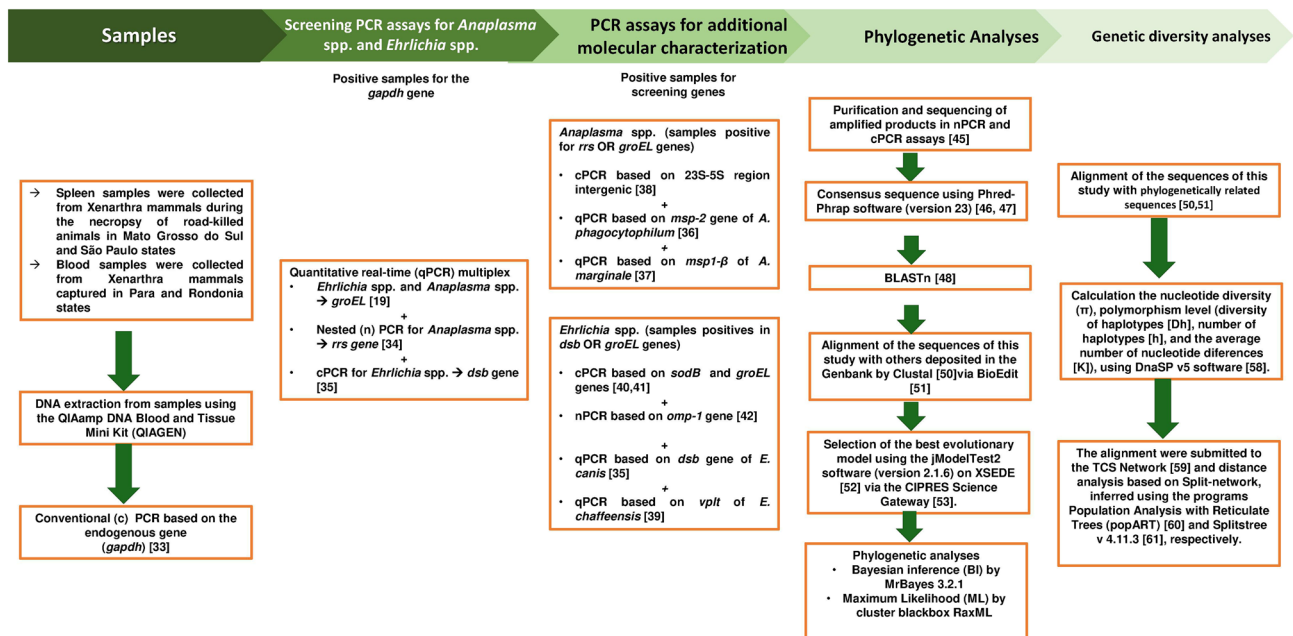 Samples
Screening PCR assays for Anaplasma
spp. and Ehrlichia spp.
PCR assays for additional
molecular characterization
Phylogenetic Analyses
Genetic diversity analyses
→ Spleen samples were collected
from Xenarthra mammals during
the necropsy of road-killed
animals in Mato Grosso do Sul
and São Paulo states
→ Blood samples were collected
from Xenarthra mammals
captured in Para and Rondonia
states
DNA extraction from samples using
the QIAamp DNA Blood and Tissue
Mini Kit (QIAGEN)
Conventional (c) PCR based on the
endogenous gene
(gapdh) [33]
Positive samples for the
gapdh gene
Quantitative real-time (qPCR) multiplex
• Ehrlichia spp. and Anaplasma spp.
→ groEL [19]
+
• Nested (n) PCR for Anaplasma spp.
→ rrs gene [34]
+
• cPCR for Ehrlichia spp. → dsb gene
[35]
Positive samples for
screening genes
Anaplasma spp. (samples positive
for rrs OR groEL genes)
• cPCR based on 23S-5S region
intergenic [38]
+
• qPCR based on msp-2 gene of A.
phagocytophilum [36]
+
• qPCR based on msp1-β of A.
marginale [37]
Ehrlichia spp. (samples positives in
dsb OR groEL genes)
• cPCR based on sodB and groEL
genes [40,41]
+
• nPCR based on omp-1 gene [42]
+
• qPCR based on dsb gene of E.
canis [35]
+
• qPCR based on vplt of E.
chaffeensis [39]
Purification and sequencing of
amplified products in nPCR and
cPCR assays [45]
Consensus sequence using Phred-
Phrap software (version 23) [46, 47]
BLASTn [48]
Alignment of the sequences of this
study with others deposited in the
Genbank by Clustal [50]via BioEdit
[51]
Selection of the best evolutionary
model using the jModelTest2
software (version 2.1.6) on XSEDE
[52] via the CIPRES Science
Gateway [53].
Phylogenetic analyses
• Bayesian inference (BI) by
MrBayes 3.2.1
• Maximum Likelihood (ML) by
cluster blackbox RaxML
Alignment of the sequences of this
study with phylogenetically related
sequences [50,51]
Calculation the nucleotide diversity
(π), polymorphism level (diversity
of haplotypes [Dh], number of
haplotypes [h], and the average
number of nucleotide diferences
[K]), using DnaSP v5 software [58].
The alignment were submitted to
the TCS Network [59] and distance
analysis based on Split-network,
inferred using the programs
Population Analysis with Reticulate
Trees (popART) [60] and Splitstree
v 4.11.3 [61], respectively.